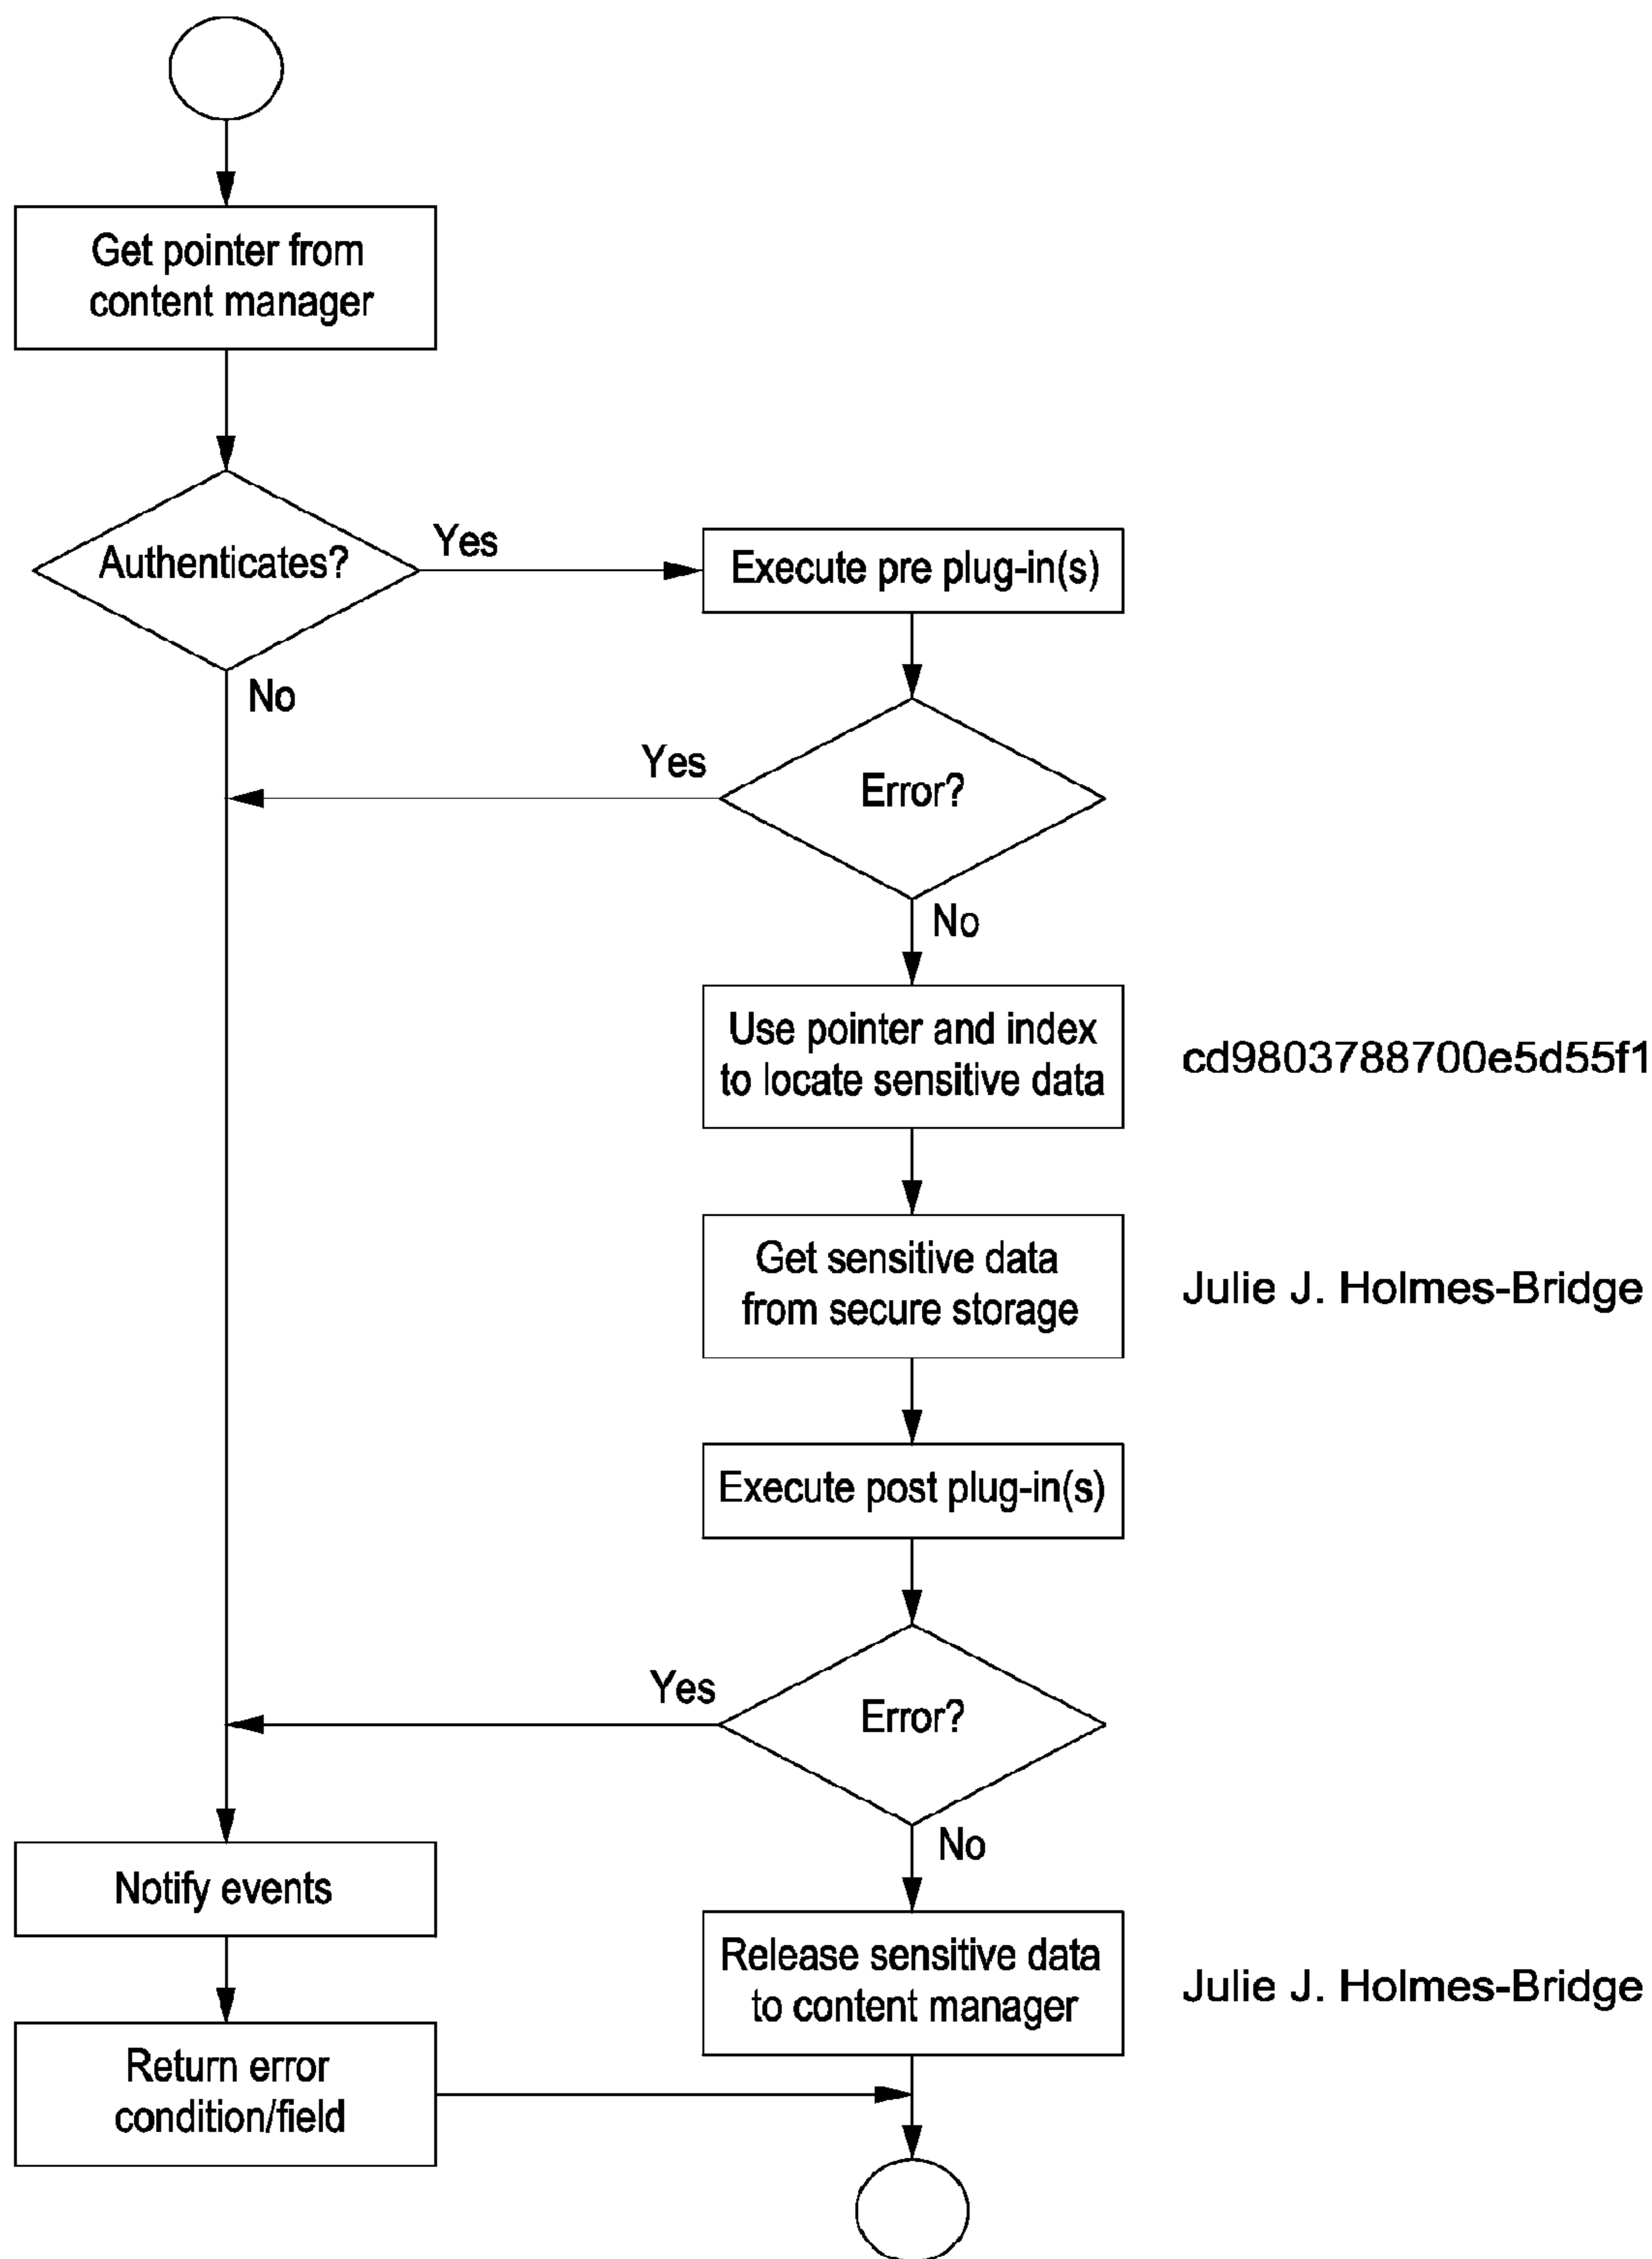 Get pointer from
content manager
Authenticates?
Yes
Execute pre plug-in(s)
No
Yes
Error?
No
Use pointer and index
to locate sensitive data
cd9803788700e5d55f1
Get sensitive data
from secure storage
Julie J. Holmes-Bridge
Execute post plug-in(s)
Yes
Error?
No
Notify events
Release sensitive data
to content manager
Julie J. Holmes-Bridge
Return error
condition/field